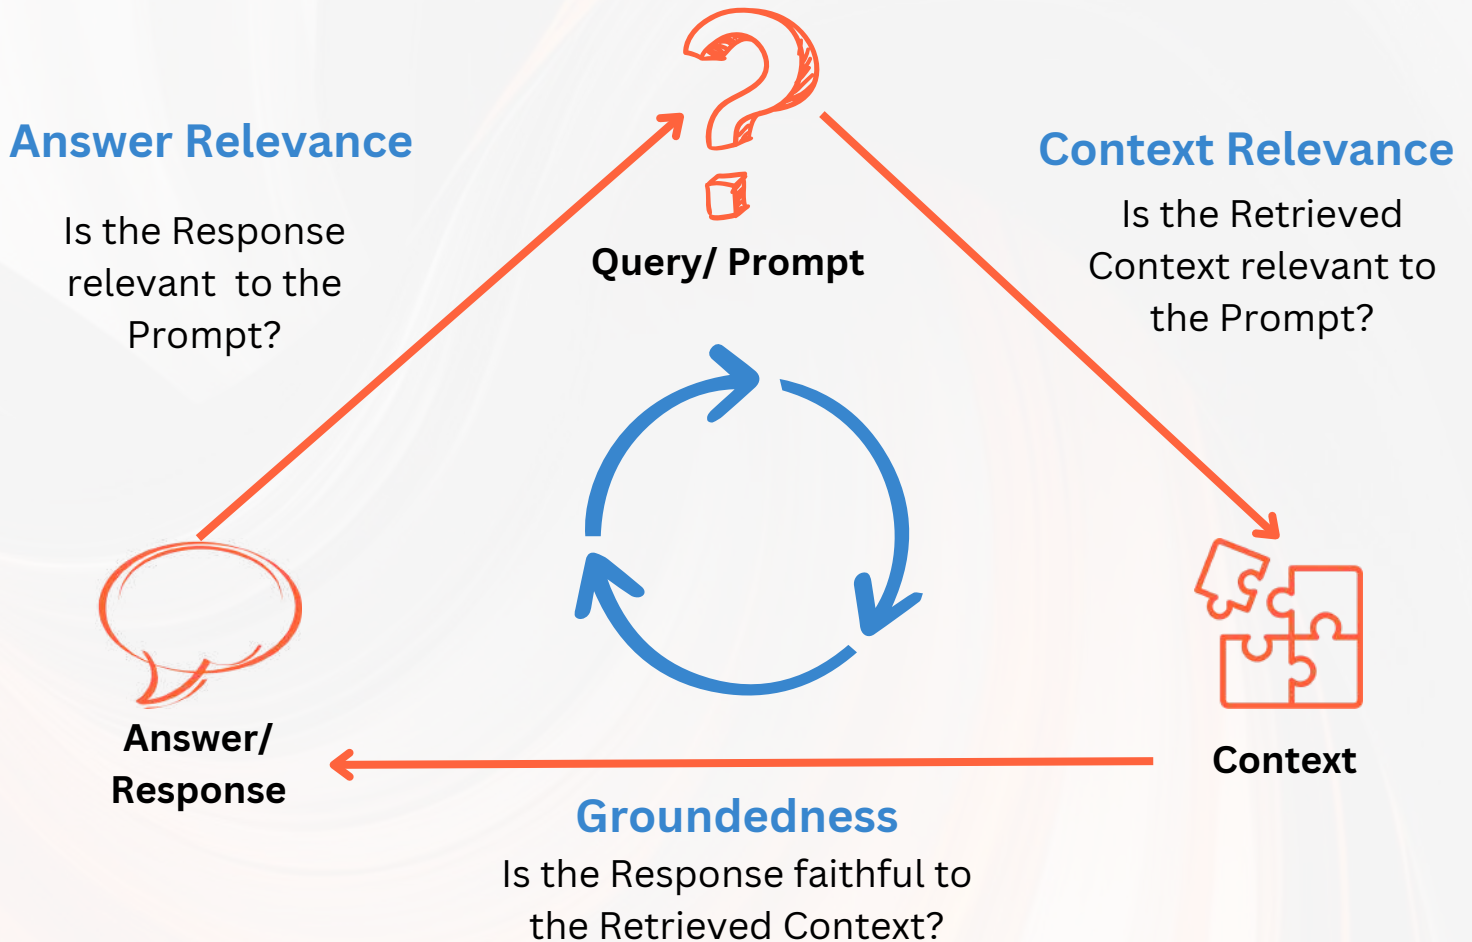 Answer Relevance
Is the Response
relevant to the
Prompt?
Query/ Prompt
Context Relevance
Is the Retrieved
Context relevant to
the Prompt?
Answer/
Response
Context
Groundedness
Is the Response faithful to
the Retrieved Context?